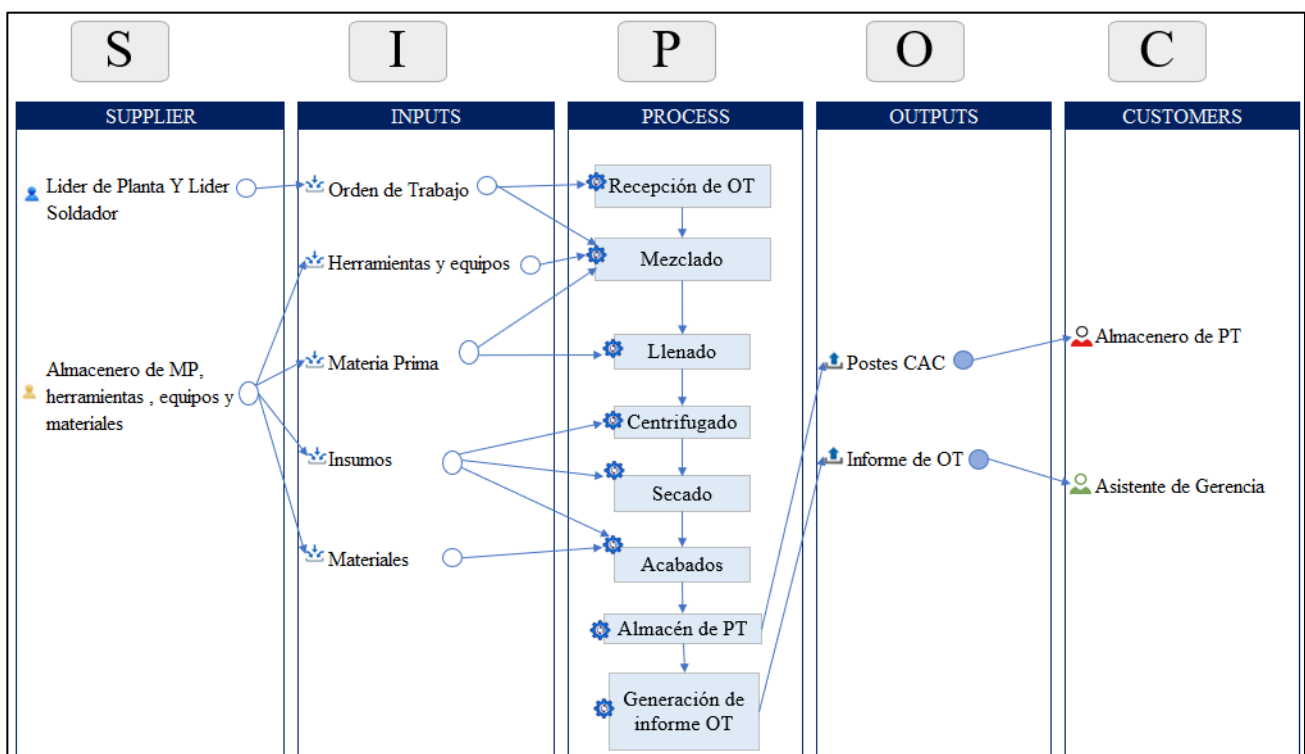 S
I
P
O
C
SUPPLIER
INPUTS
PROCESS
OUTPUTS
CUSTOMERS
Lider de Planta Y Lider
Soldador
Almacenero de MP,
herramientas , equipos y
materiales
Orden de Trabajo
Herramientas y equipos
Materia Prima
Insumos
Materiales
Recepción de OT
Mezclado
Llenado
Centrifugado
Secado
Acabados
Almacén de PT
Generación de
informe OT
Postes CAC
Informe de OT
Almacenero de PT
Asistente de Gerencia